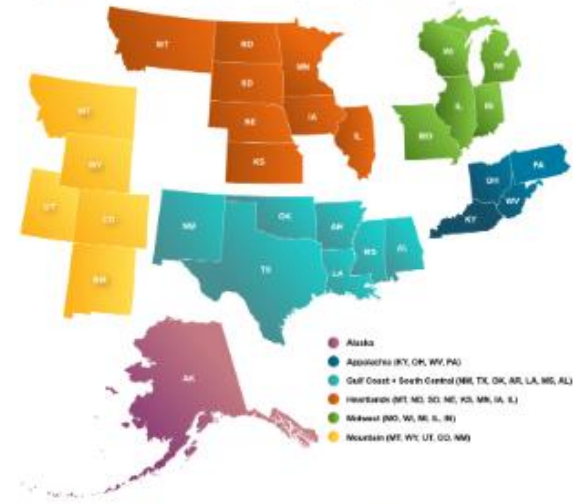 MT
ND
MN
SD
NE
IA
IL
KS
WI
MI
IL
IN
MO
MT
WY
UT
CO
NM
OH
PA
WV
KY
NM
OK
AR
TX
LA
MS
AL
AK
Alaska
Appalachia (KY, OH, WV, PA)
Gulf Coast + South Central (NM, TX, OK, AR, LA, MS, AL)
Heartlands (MT, ND, SD, NE, KS, MN, IA, IL)
Midwest (MO, WI, MI, IL, IN)
Mountain (MT, WY, UT, CO, NM)